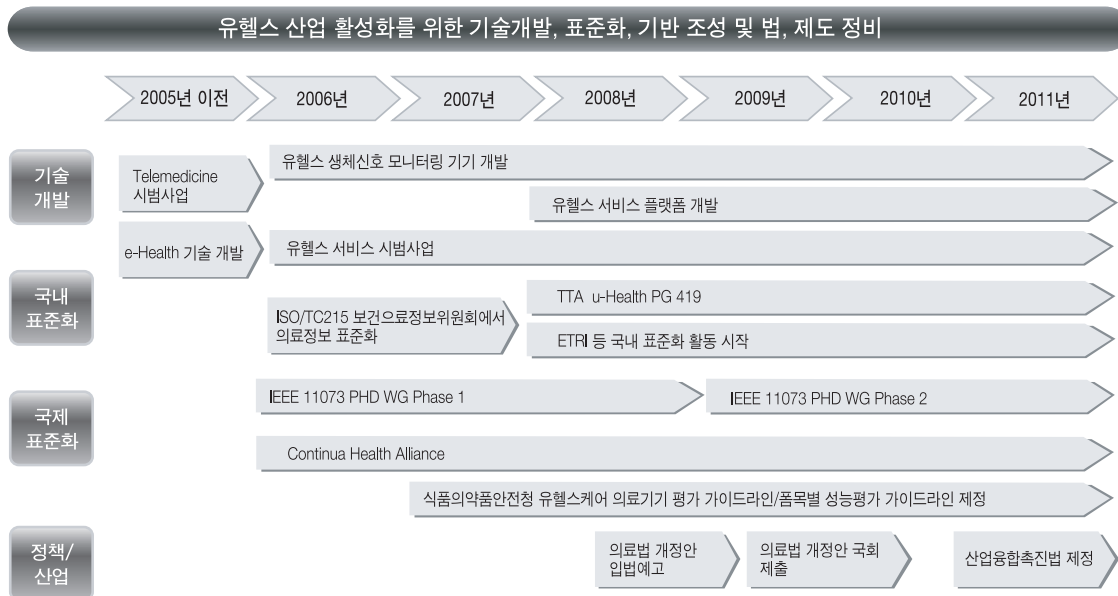 유헬스 산업 활성화를 위한 기술개발, 표준화, 기반 조성 및 법, 제도 정비
2005년 이전
2006년
2007년
2008년
2009년
2010년
2011년
기술
개발
Telemedicine
시범사업
유헬스 생체신호 모니터링 기기 개발
유헬스 서비스 플랫폼 개발
e-Health 기술 개발
유헬스 서비스 시범사업
국내
표준화
ISO/TC215 보건으료정보위원회에서
의료정보 표준화
TTA u-Health PG 419
ETRI 등 국내 표준화 활동 시작
국제
표준화
IEEE 11073 PHD WG Phase 1
IEEE 11073 PHD WG Phase 2
Continua Health Alliance
식품의약품안전청 유헬스케어 의료기기 평가 가이드라인/폼목별 성능평가 가이드라인 제정
정책/
산업
의료법 개정안
입법예고
의료법 개정안 국회
제출
산업융합촉진법 제정